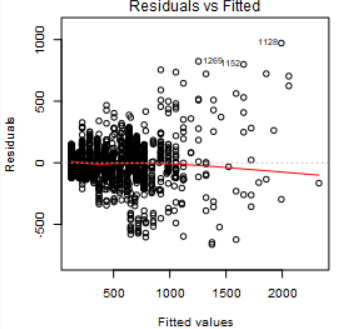 Residuals vs Fitted
1000
500
0
-500
Residuals
1128
1269
1152
500 1000 1500 2000
Fitted values